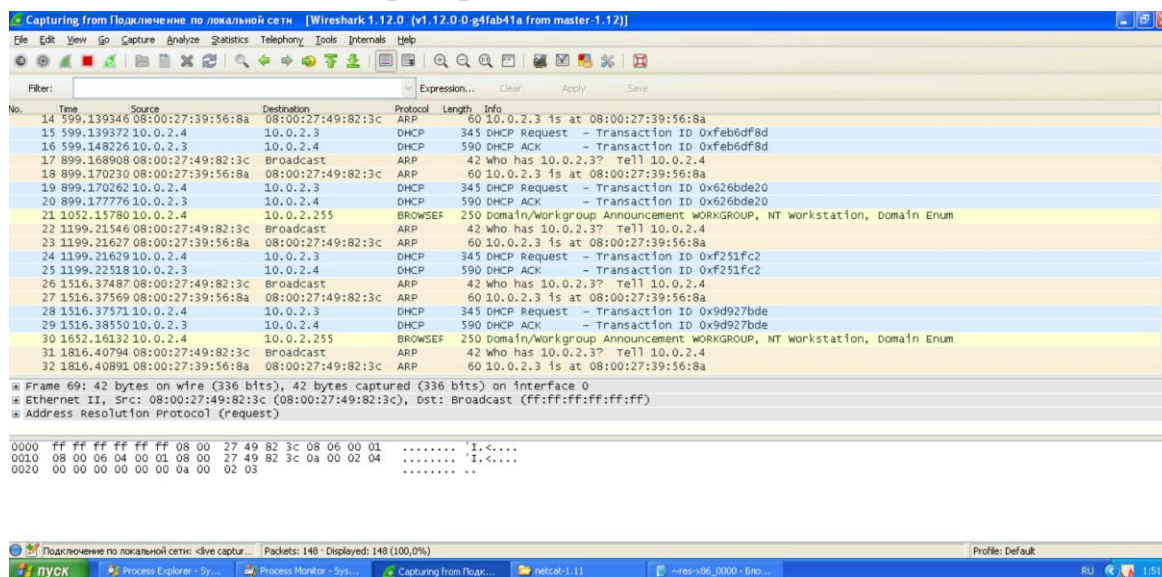 Capturing from Подключение по локальной сети [Wireshark 1.12.0 (v1.12.0-0-g4fab41a from master-1.12)]
File Edit View Go Capture Analyze Statistics Telephony Tools Internals Help
Filter: Expression... Clear Apply Save
No. Time Source Destination Protocol Length Info
14 599.139346 08:00:27:39:56:8a 08:00:27:49:82:3c ARP 60 10.0.2.3 is at 08:00:27:39:56:8a
15 599.139372 10.0.2.4 10.0.2.3 DHCP 345 DHCP Request - Transaction ID 0xfeb6df8d
16 599.148226 10.0.2.3 10.0.2.4 DHCP 590 DHCP ACK - Transaction ID 0xfeb6df8d
17 899.168908 08:00:27:49:82:3c Broadcast ARP 42 Who has 10.0.2.3? Tell 10.0.2.4
18 899.170230 08:00:27:39:56:8a 08:00:27:49:82:3c ARP 60 10.0.2.3 is at 08:00:27:39:56:8a
19 899.170262 10.0.2.4 10.0.2.3 DHCP 345 DHCP Request - Transaction ID 0x626bde20
20 899.177776 10.0.2.3 10.0.2.4 DHCP 590 DHCP ACK - Transaction ID 0x626bde20
21 1052.15780 10.0.2.4 10.0.2.255 BROWSEF 250 Domain/Workgroup Announcement WORKGROUP, NT Workstation, Domain Enum
22 1199.21546 08:00:27:49:82:3c Broadcast ARP 42 Who has 10.0.2.3? Tell 10.0.2.4
23 1199.21627 08:00:27:39:56:8a 08:00:27:49:82:3c ARP 60 10.0.2.3 is at 08:00:27:39:56:8a
24 1199.21629 10.0.2.4 10.0.2.3 DHCP 345 DHCP Request - Transaction ID 0xf251fc2
25 1199.22518 10.0.2.3 10.0.2.4 DHCP 590 DHCP ACK - Transaction ID 0xf251fc2
26 1516.37487 08:00:27:49:82:3c Broadcast ARP 42 Who has 10.0.2.3? Tell 10.0.2.4
27 1516.37569 08:00:27:39:56:8a 08:00:27:49:82:3c ARP 60 10.0.2.3 is at 08:00:27:39:56:8a
28 1516.37571 10.0.2.4 10.0.2.3 DHCP 345 DHCP Request - Transaction ID 0x9d927bde
29 1516.38550 10.0.2.3 10.0.2.4 DHCP 590 DHCP ACK - Transaction ID 0x9d927bde
30 1652.16132 10.0.2.4 10.0.2.255 BROWSEF 250 Domain/Workgroup Announcement WORKGROUP, NT Workstation, Domain Enum
31 1816.40794 08:00:27:49:82:3c Broadcast ARP 42 Who has 10.0.2.3? Tell 10.0.2.4
32 1816.40891 08:00:27:39:56:8a 08:00:27:49:82:3c ARP 60 10.0.2.3 is at 08:00:27:39:56:8a
Frame 69: 42 bytes on wire (336 bits), 42 bytes captured (336 bits) on interface 0
Ethernet II, Src: 08:00:27:49:82:3c (08:00:27:49:82:3c), Dst: Broadcast (ff:ff:ff:ff:ff:ff)
Address Resolution Protocol (request)
0000 ff ff ff ff ff ff 08 00 27 49 82 3c 08 06 00 01 ........ 'I.<....
0010 08 00 06 04 00 01 08 00 27 49 82 3c 0a 00 02 04 ........ 'I.<....
0020 00 00 00 00 00 00 0a 00 02 03 ........ ..
Подключение по локальной сети: <live captur... Packets: 148 · Displayed: 148 (100,0%) Profile: Default
пуск Process Explorer - Sy... Process Monitor - Sys... Capturing from Подк... netcat-1.11 ~res-x86_0000 - Бло... RU 1:51